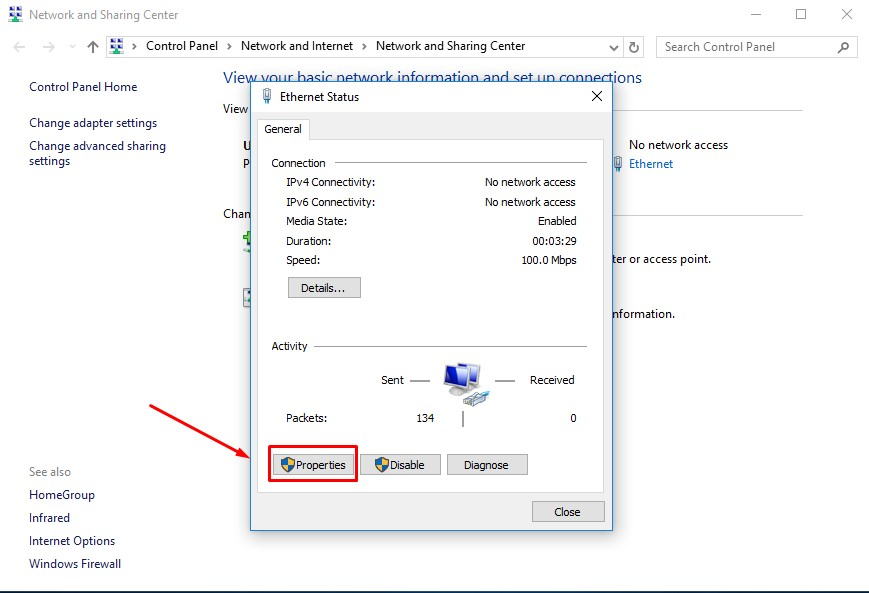 Network and Sharing Center
Control Panel > Network and Internet > Network and Sharing Center
Search Control Panel
Control Panel Home
Change adapter settings
Change advanced sharing
settings
View your basic network information and set up connections
View
No network access
Ethernet
Chan
ter or access point.
nformation.
Ethernet Status
General
Connection
IPv4 Connectivity: No network access
IPv6 Connectivity: No network access
Media State: Enabled
Duration: 00:03:29
Speed: 100.0 Mbps
Details...
Activity
Sent Received
Packets: 134 0
Properties Disable Diagnose
Close
See also
HomeGroup
Infrared
Internet Options
Windows Firewall